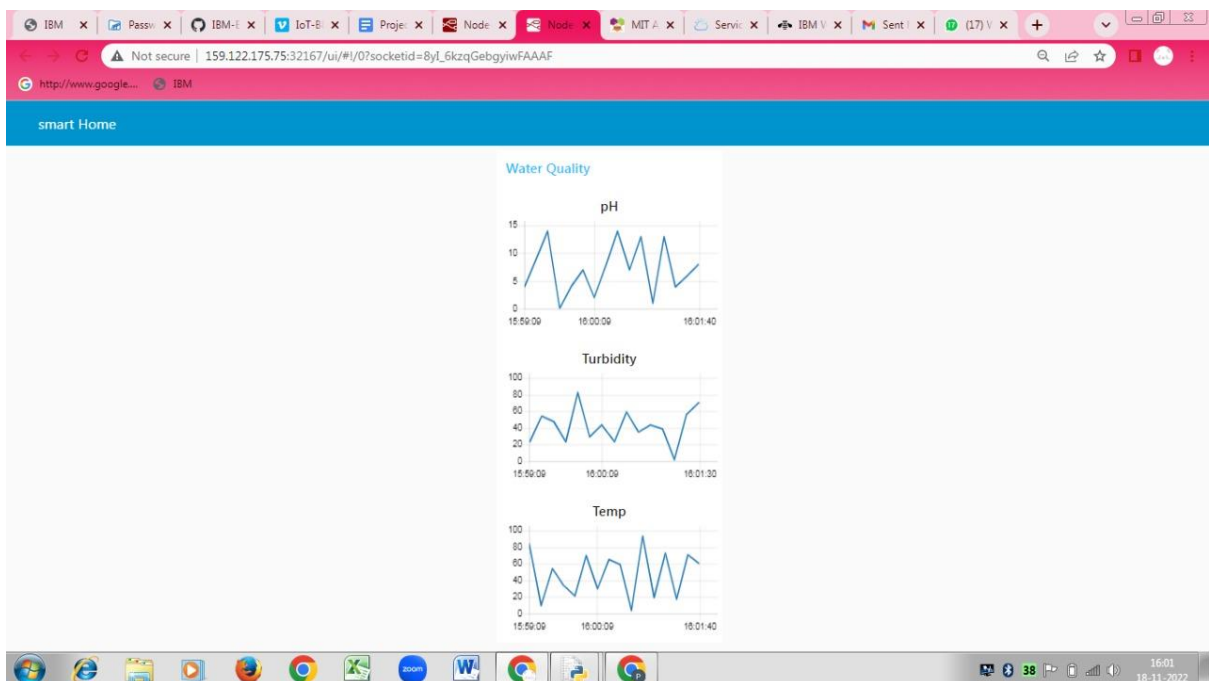 IBM Passw IBM-E IoT-B Projec Node Node MIT A Servic IBM V Sent (17) V
Not secure 159.122.175.75:32167/ui/#!/0?socketid=8yI_6kzqGebgyiwFAAAF
http://www.google.... IBM
smart Home
Water Quality
pH
15
10
5
0
15:59:09 16:00:09 16:01:40
Turbidity
100
80
60
40
20
0
15:59:09 16:00:09 16:01:30
Temp
100
80
60
40
20
0
15:59:09 16:00:09 16:01:40
zoom
38
16:01
18-11-2022